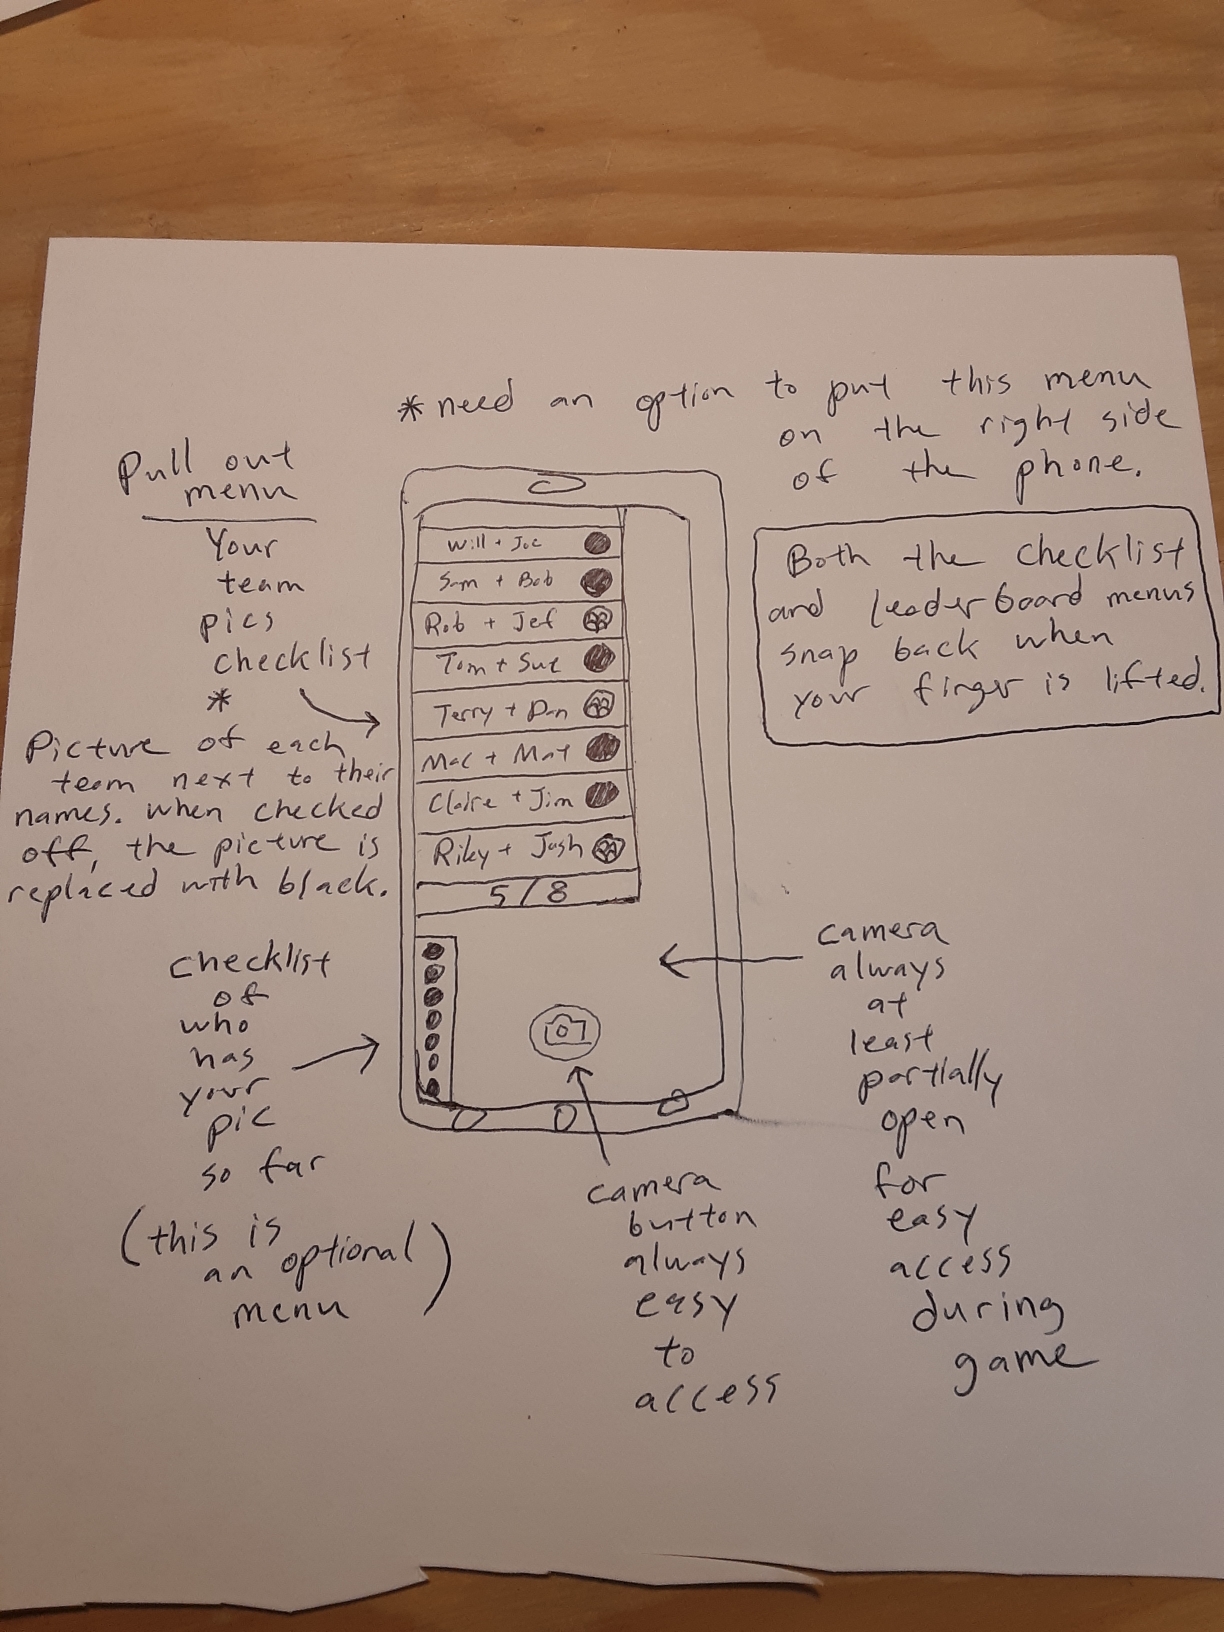 *need an option to put this menu
on the right side
of the phone.
Pull out
menu
Your
team
pics
checklist
*
Picture of each
team next to their
names. when checked
off, the picture is
replaced with black.
Will + Joe
Sam + Bob
Rob + Jef
Tom + Sue
Terry + Dan
Mac + Mat
Claire + Jim
Riley + Josh
5/8
Both the checklist
and leaderboard menus
snap back when
your finger is lifted.
checklist
of
who
has
your
pic
so far
(this is
an optional
menu)
camera
button
always
easy
to
access
camera
always
at
least
partially
open
for
easy
access
during
game